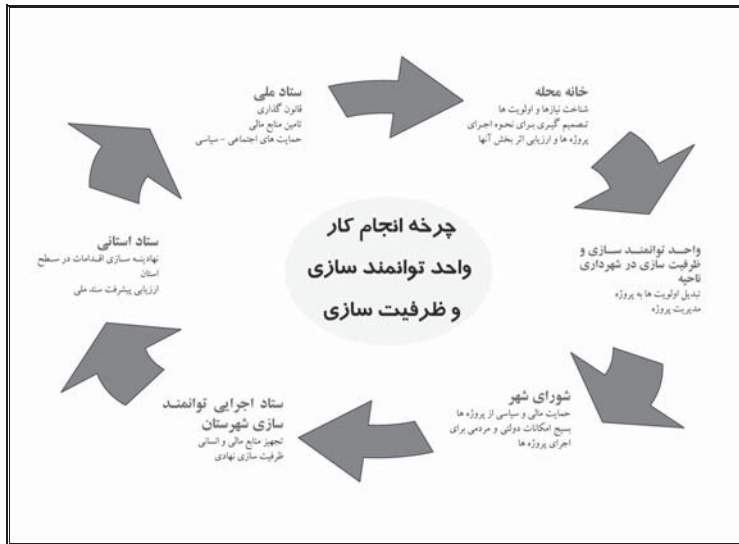 چرخه انجام کار
واحد توانمند سازی
و ظرفیت سازی
خانه محله
شناخت نیازها و اولویت ها
تصمیم گیری برای نحوه اجرای
پروژه ها و ارزیابی اثر بخش آنها
واحد توانمند سازی و
ظرفیت سازی در شهرداری
ناحیه
تبدیل اولویت ها به پروژه
مدیریت پروژه
شورای شهر
حمایت مالی و سیاسی از پروژه ها
بسیج امکانات دولتی و مردمی برای
اجرای پروژه ها
ستاد اجرایی توانمند
سازی شهرستان
تجهیز منابع مالی و انسانی
ظرفیت سازی نهادی
ستاد استانی
نهادینه سازی اقدامات در سطح
استان
ارزیابی پیشرفت سند ملی
ستاد ملی
قانون گذاری
تامین منابع مالی
حمایت های اجتماعی - سیاسی